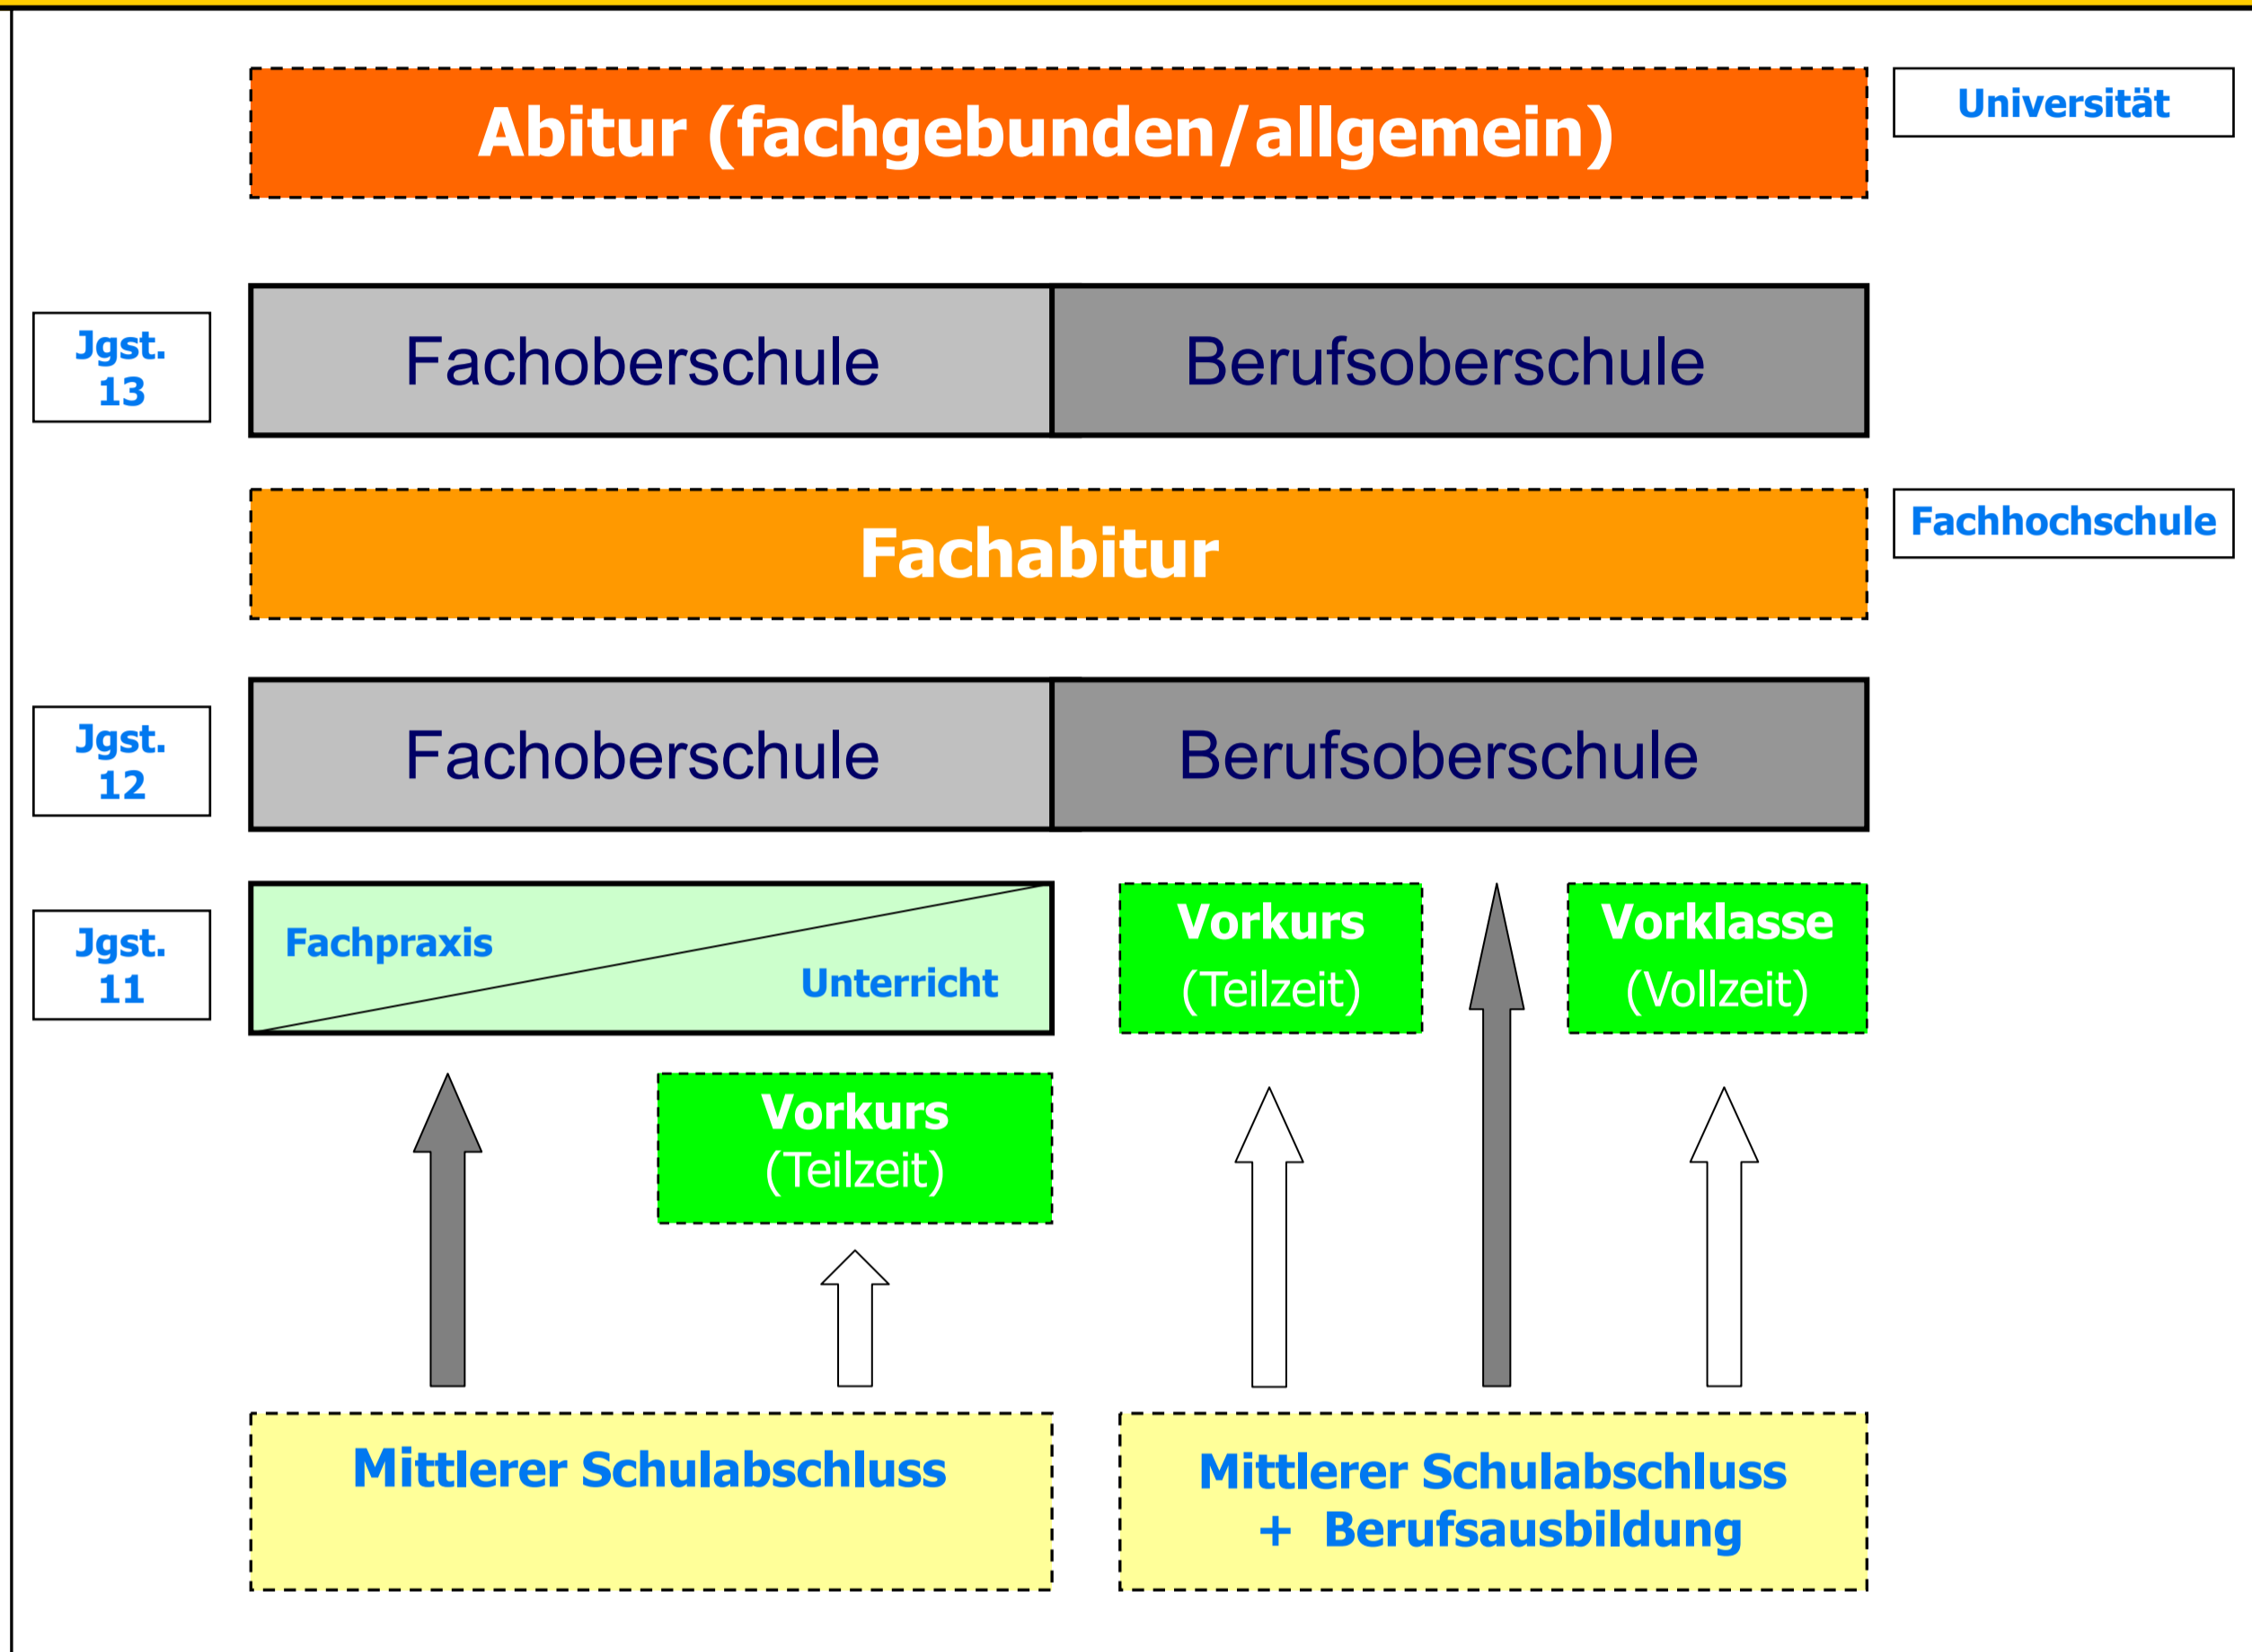 Abitur (fachgebunden/allgemein)
Universität
Jgst.
13
Fachoberschule
Berufsoberschule
Fachabitur
Fachhochschule
Jgst.
12
Fachoberschule
Berufsoberschule
Jgst.
11
Fachpraxis
Unterricht
Vorkurs
(Teilzeit)
Vorklasse
(Vollzeit)
Vorkurs
(Teilzeit)
Mittlerer Schulabschluss
Mittlerer Schulabschluss
+ Berufsausbildung